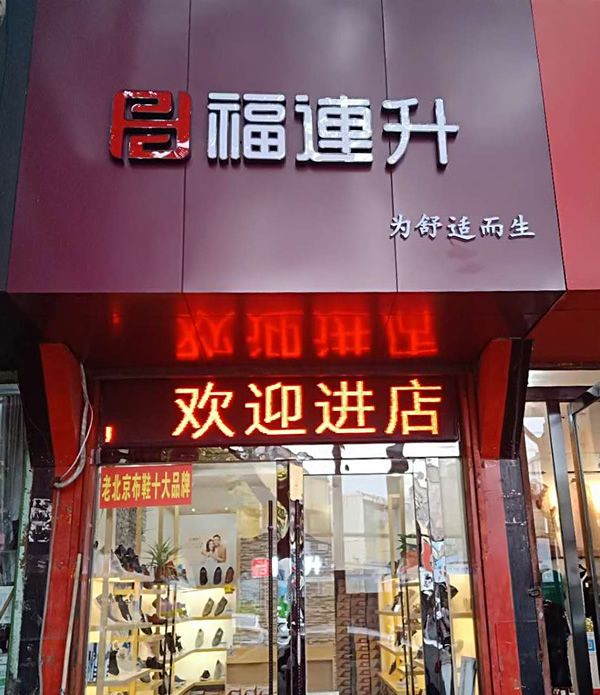 福連升
为舒适而生
，欢迎进店
老北京布鞋十大品牌